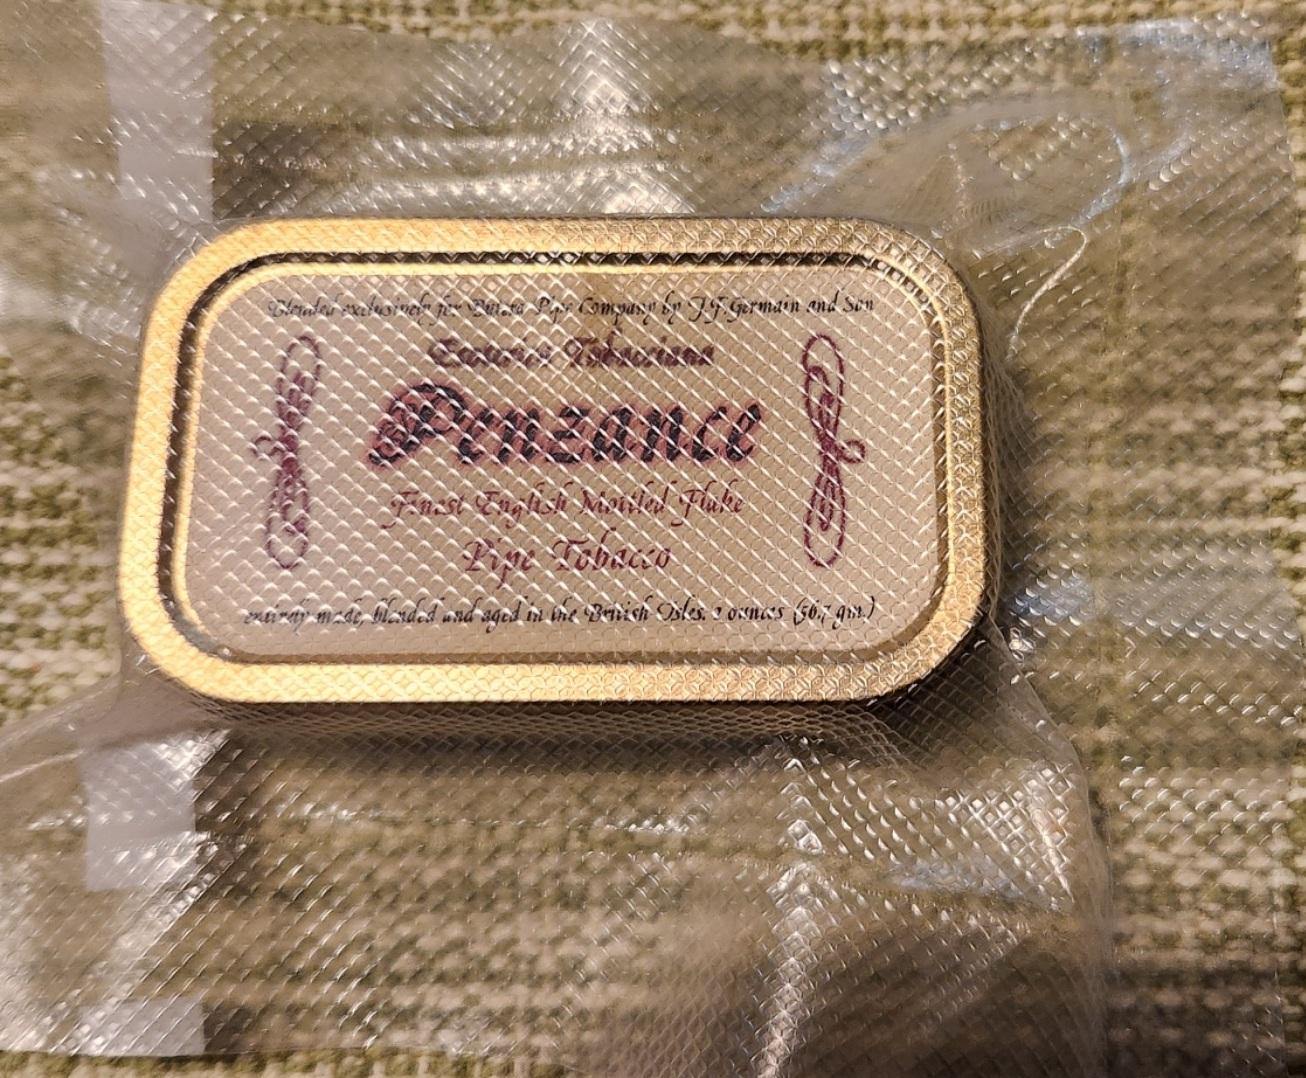 Blended exclusively for Butera Pipe Company by J.F.Germain and Son
Esoterica Tobacciana
Penzance
Finest English Mottled Flake
Pipe Tobacco
entirely made, blended and aged in the British Isles. 2 ounces (56.7 gm.)